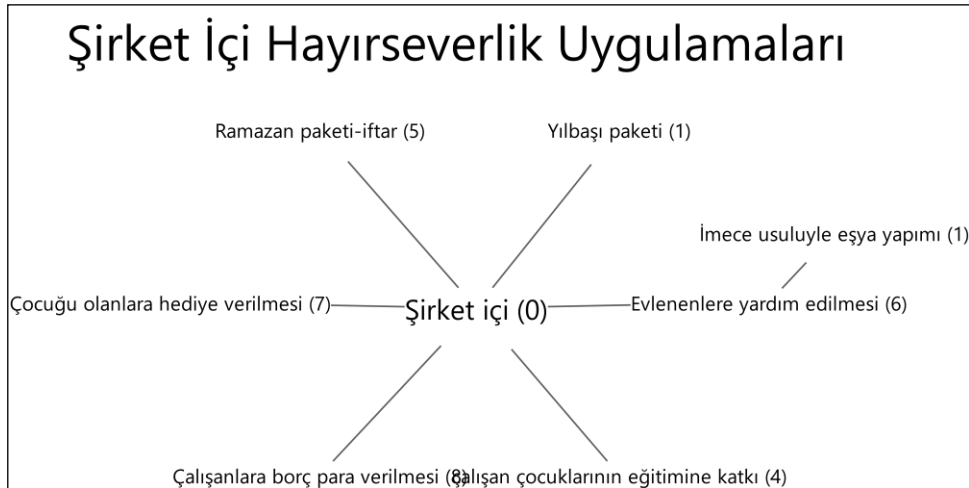 Şirket İçi Hayırseverlik Uygulamaları
Ramazan paketi-iftar (5)
Yılbaşı paketi (1)
İmece usuluyle eşya yapımı (1)
Çocuğu olanlara hediye verilmesi (7)
Şirket içi (0)
Evlenenlere yardım edilmesi (6)
Çalışanlara borç para verilmesi (8)
Çalışan çocuklarının eğitimine katkı (4)